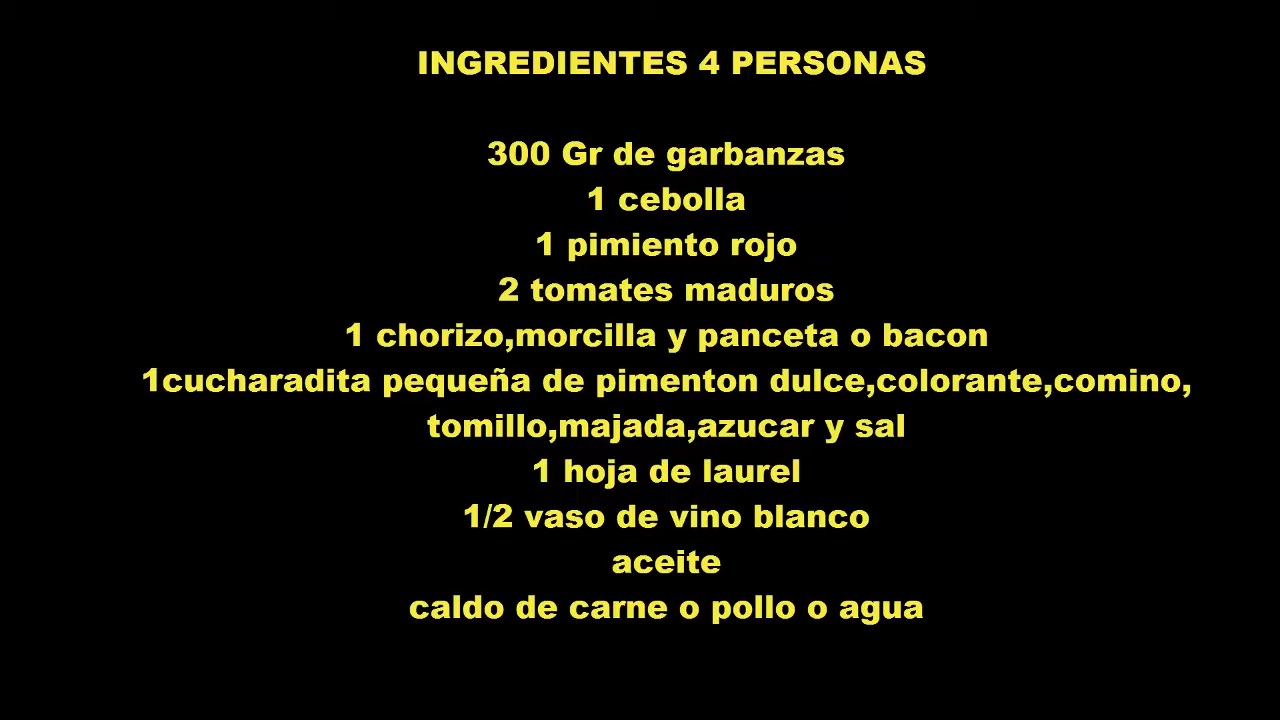 INGREDIENTES 4 PERSONAS
300 Gr de garbanzas
1 cebolla
1 pimiento rojo
2 tomates maduros
1 chorizo,morcilla y panceta o bacon
1cucharadita pequeña de pimenton dulce,colorante,comino,
tomillo,majada,azucar y sal
1 hoja de laurel
1/2 vaso de vino blanco
aceite
caldo de carne o pollo o agua